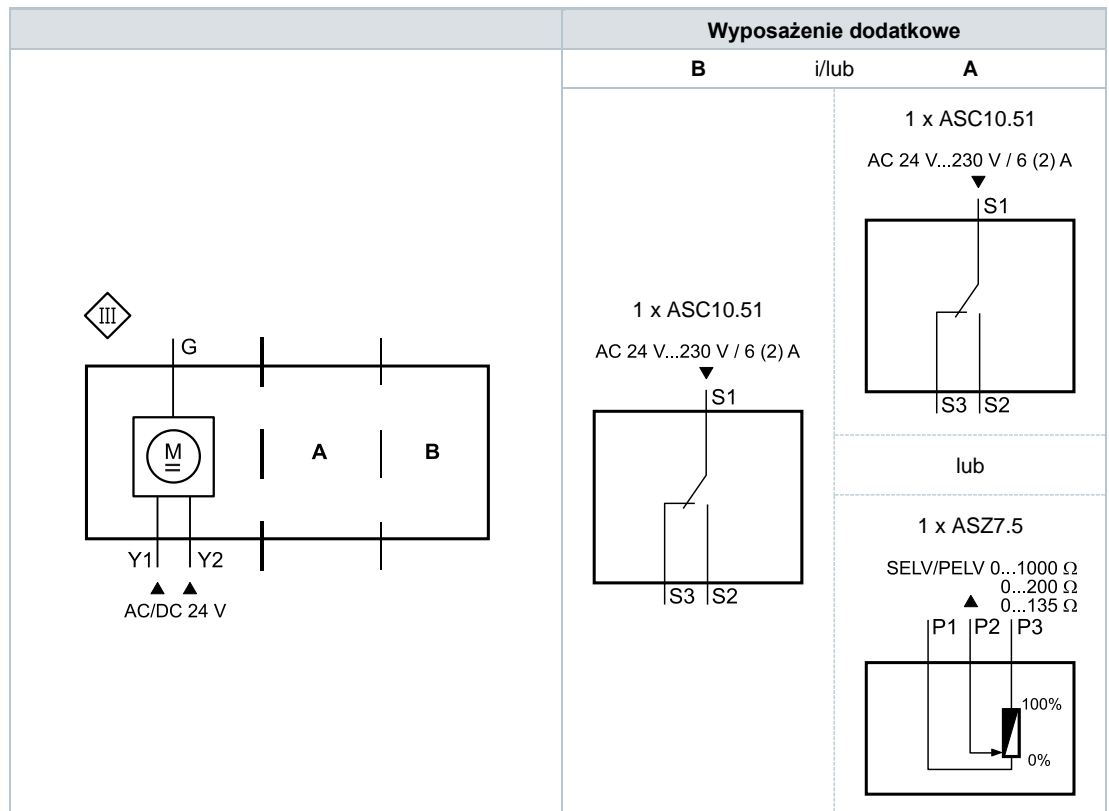 Wyposażenie dodatkowe
B i/lub A
III
G
M
A
B
Y1 Y2
AC/DC 24 V
1 x ASC10.51
AC 24 V...230 V / 6 (2) A
S1
S3 S2
1 x ASC10.51
AC 24 V...230 V / 6 (2) A
S1
S3 S2
lub
1 x ASZ7.5
SELV/PELV 0...1000 Ω
0...200 Ω
0...135 Ω
P1 P2 P3
100%
0%